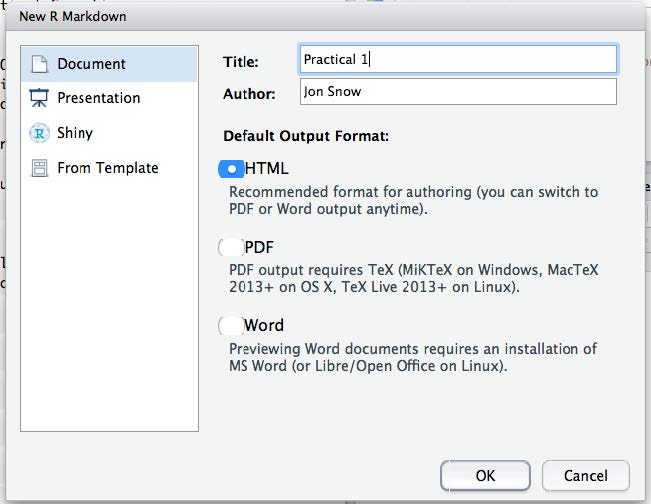 New R Markdown
Document
Presentation
Shiny
From Template
Title: Practical 1
Author: Jon Snow
Default Output Format:
HTML
Recommended format for authoring (you can switch to
PDF or Word output anytime).
PDF
PDF output requires TeX (MiKTeX on Windows, MacTeX
2013+ on OS X, TeX Live 2013+ on Linux).
Word
Previewing Word documents requires an installation of
MS Word (or Libre/Open Office on Linux).
OK Cancel